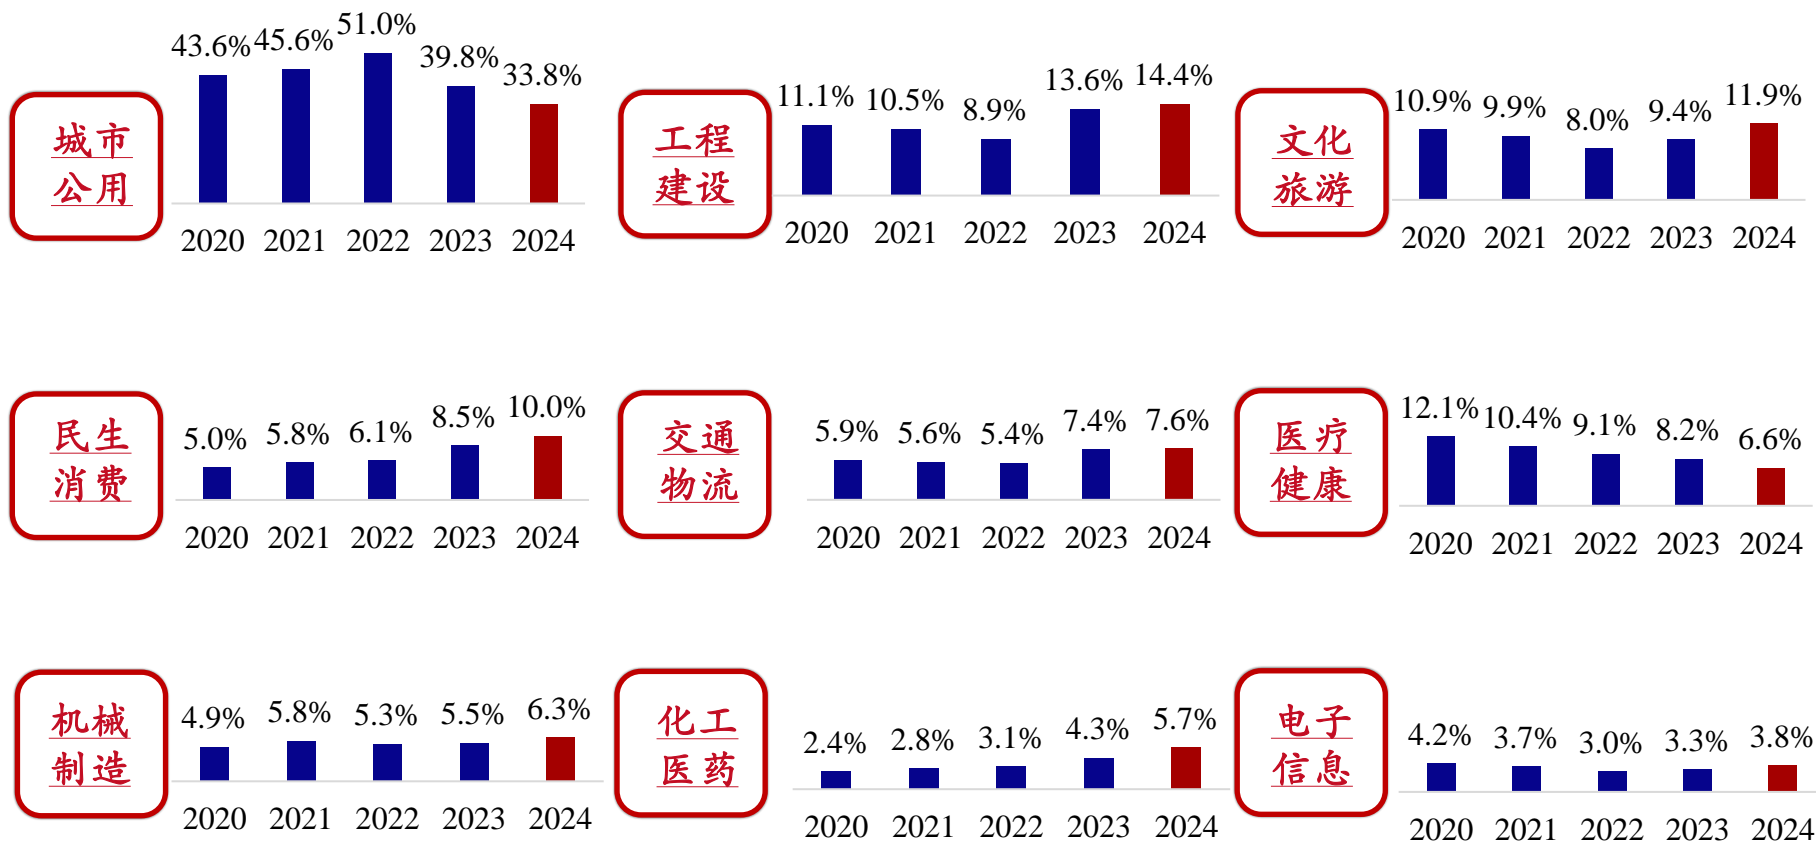 城市
公用
43.6% 45.6% 51.0% 39.8% 33.8%
2020 2021 2022 2023 2024
工程
建设
11.1% 10.5% 8.9% 13.6% 14.4%
2020 2021 2022 2023 2024
文化
旅游
10.9% 9.9% 8.0% 9.4% 11.9%
2020 2021 2022 2023 2024
民生
消费
5.0% 5.8% 6.1% 8.5% 10.0%
2020 2021 2022 2023 2024
交通
物流
5.9% 5.6% 5.4% 7.4% 7.6%
2020 2021 2022 2023 2024
医疗
健康
12.1% 10.4% 9.1% 8.2% 6.6%
2020 2021 2022 2023 2024
机械
制造
4.9% 5.8% 5.3% 5.5% 6.3%
2020 2021 2022 2023 2024
化工
医药
2.4% 2.8% 3.1% 4.3% 5.7%
2020 2021 2022 2023 2024
电子
信息
4.2% 3.7% 3.0% 3.3% 3.8%
2020 2021 2022 2023 2024